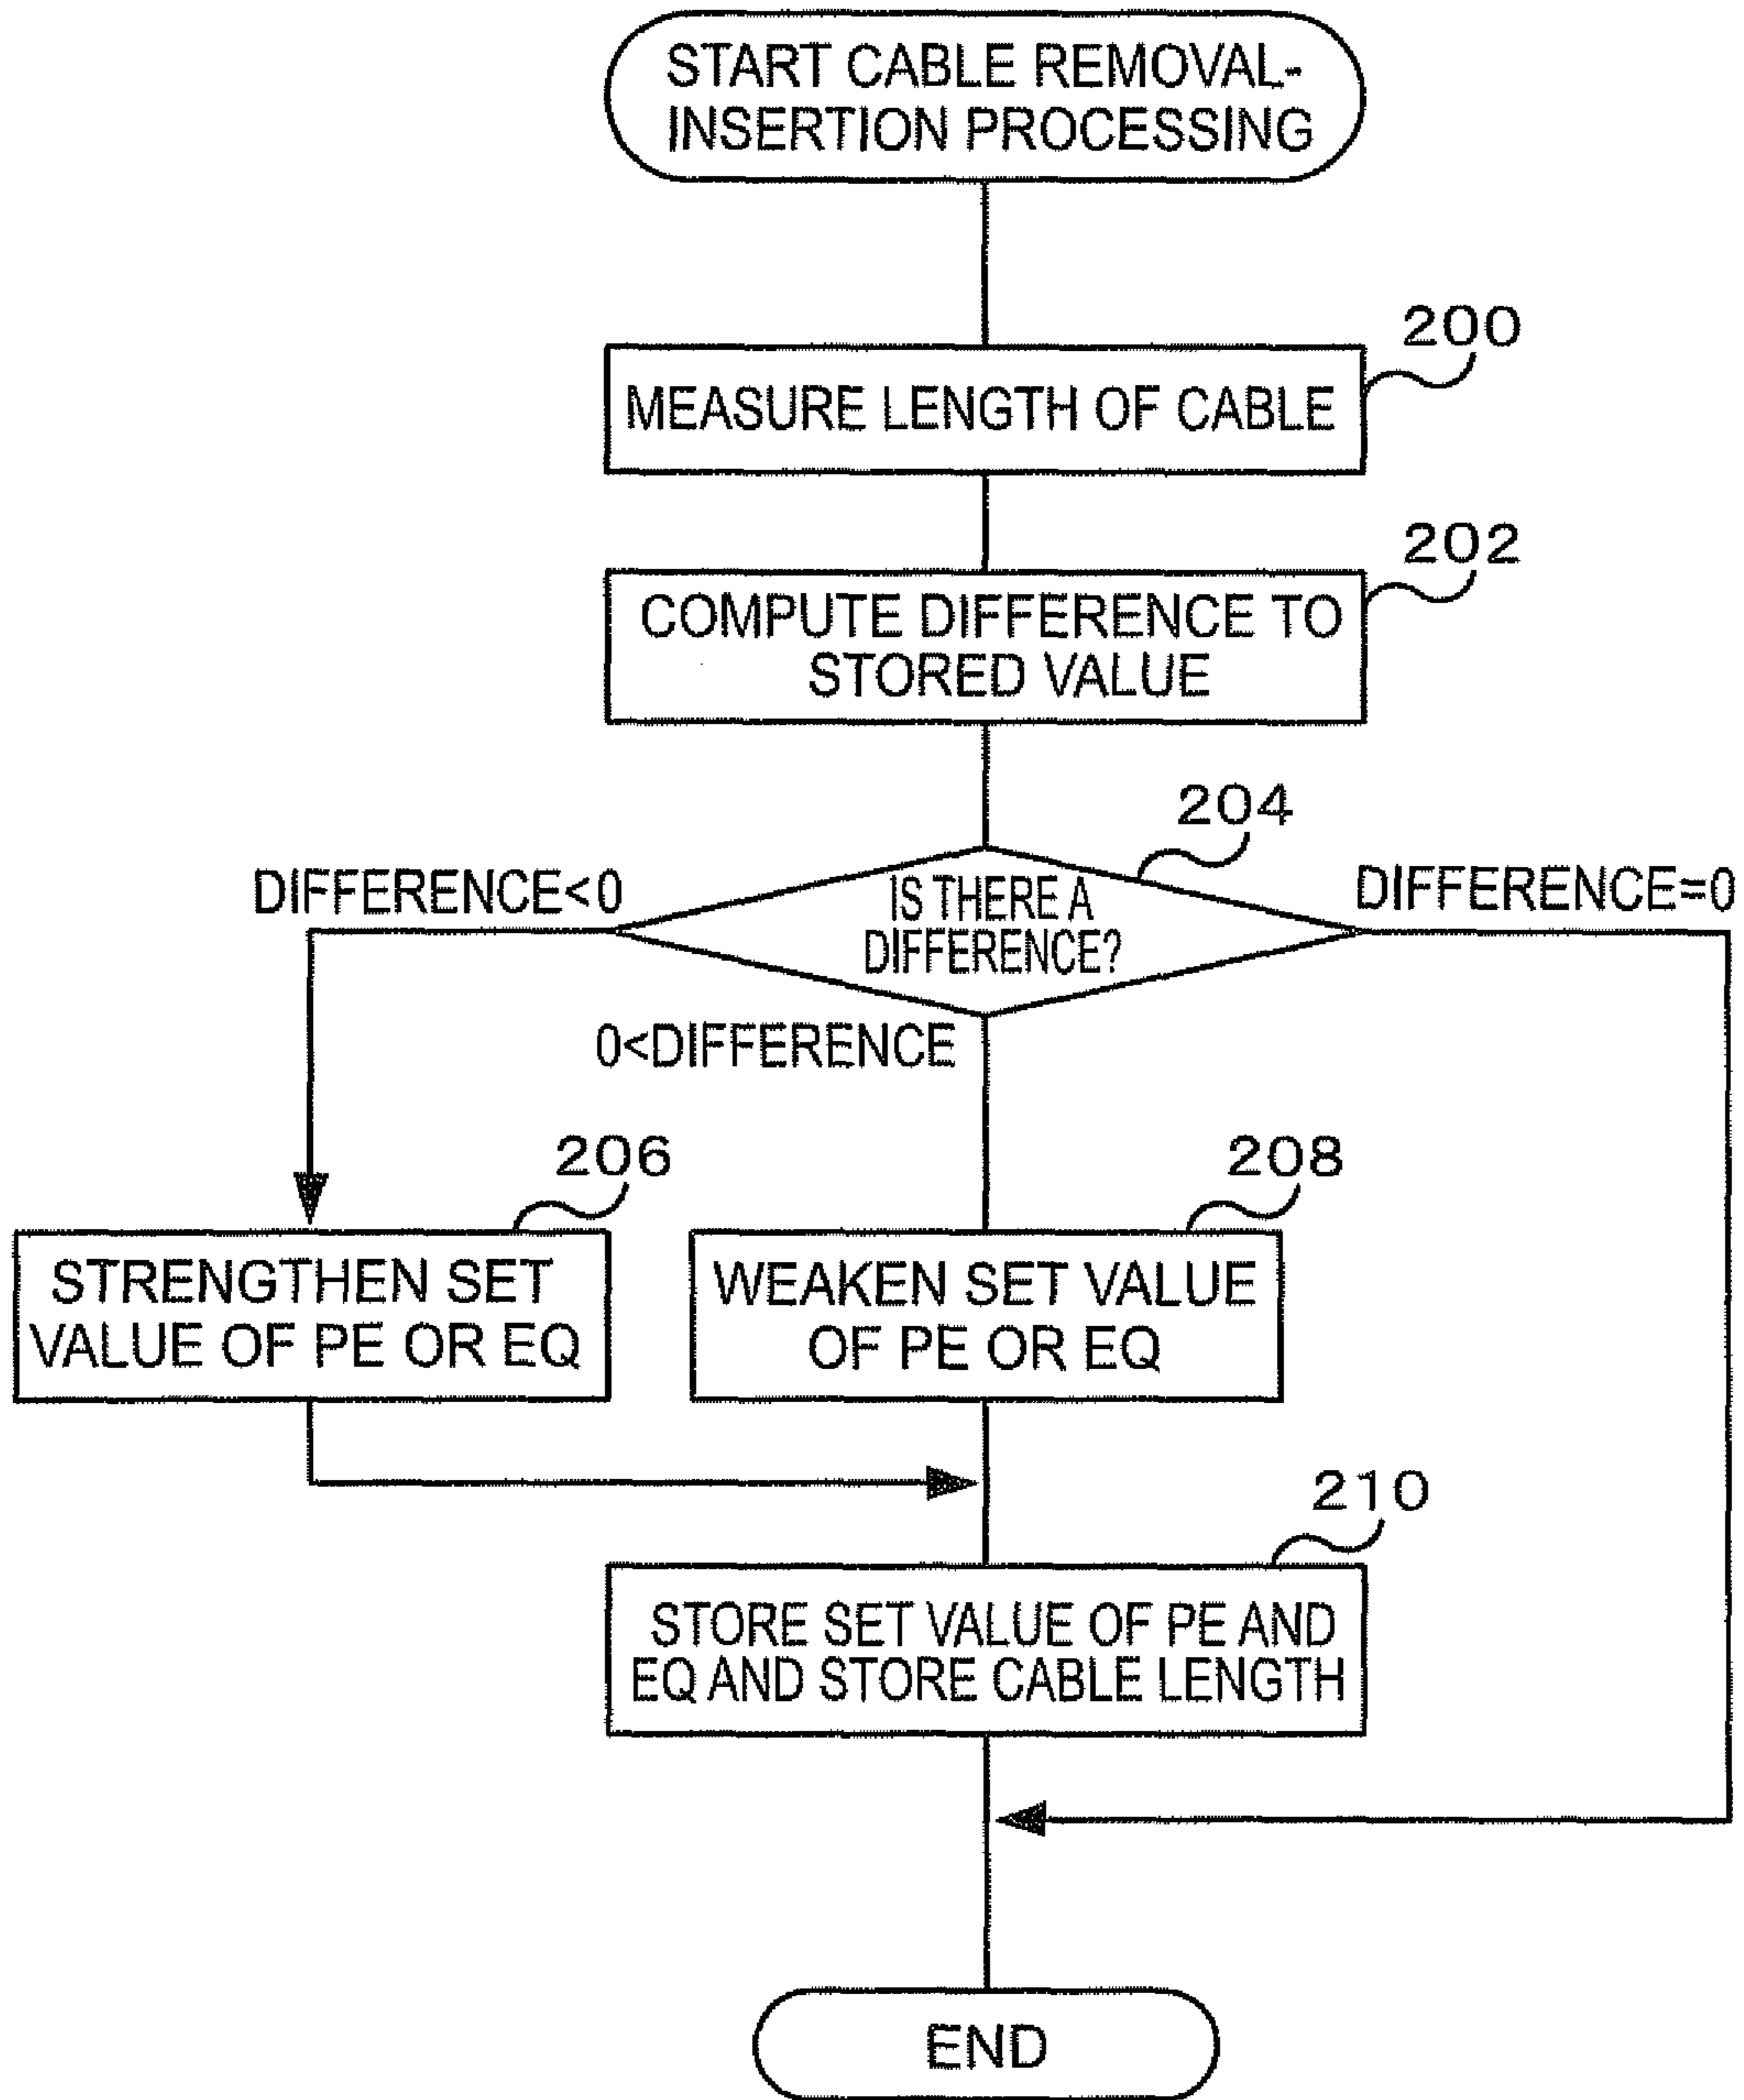 START CABLE REMOVAL-
INSERTION PROCESSING
200
MEASURE LENGTH OF CABLE
202
COMPUTE DIFFERENCE TO
STORED VALUE
204
DIFFERENCE<0
IS THERE A
DIFFERENCE?
DIFFERENCE=0
0<DIFFERENCE
206
STRENGTHEN SET
VALUE OF PE OR EQ
208
WEAKEN SET VALUE
OF PE OR EQ
210
STORE SET VALUE OF PE AND
EQ AND STORE CABLE LENGTH
END